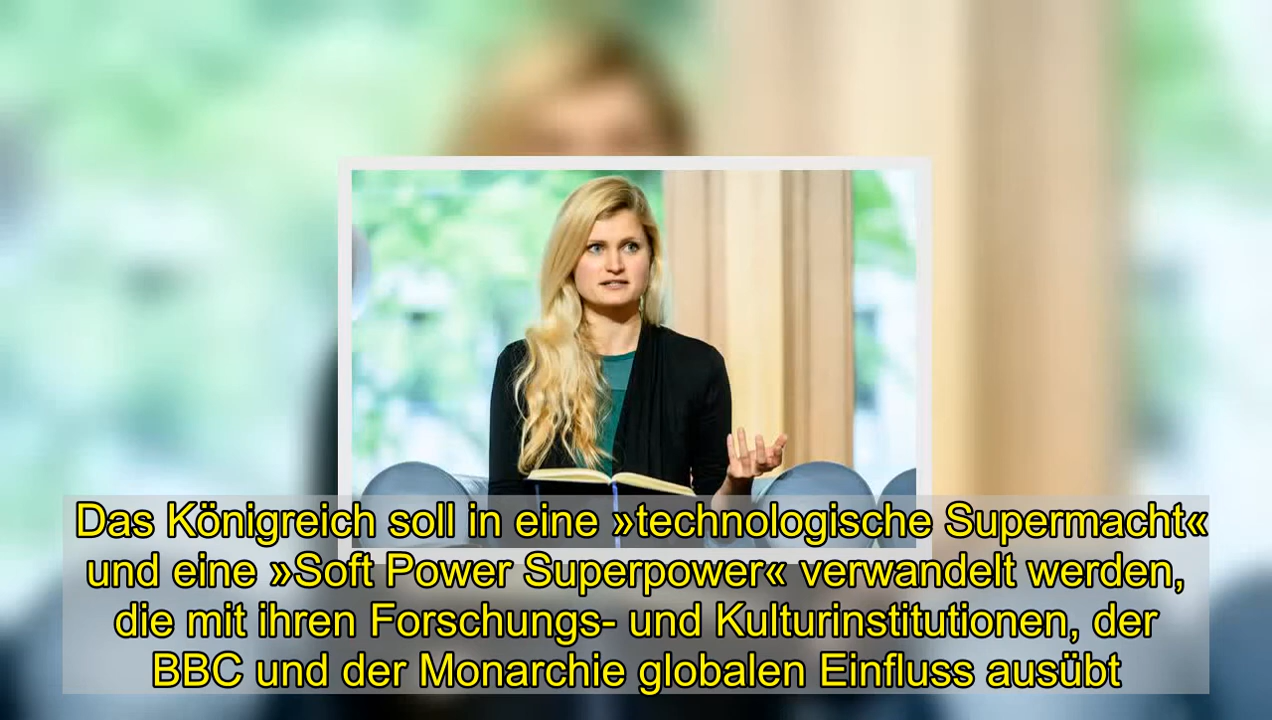 Das Königreich soll in eine »technologische Supermacht«
und eine »Soft Power Superpower« verwandelt werden,
die mit ihren Forschungs- und Kulturinstitutionen, der
BBC und der Monarchie globalen Einfluss ausübt